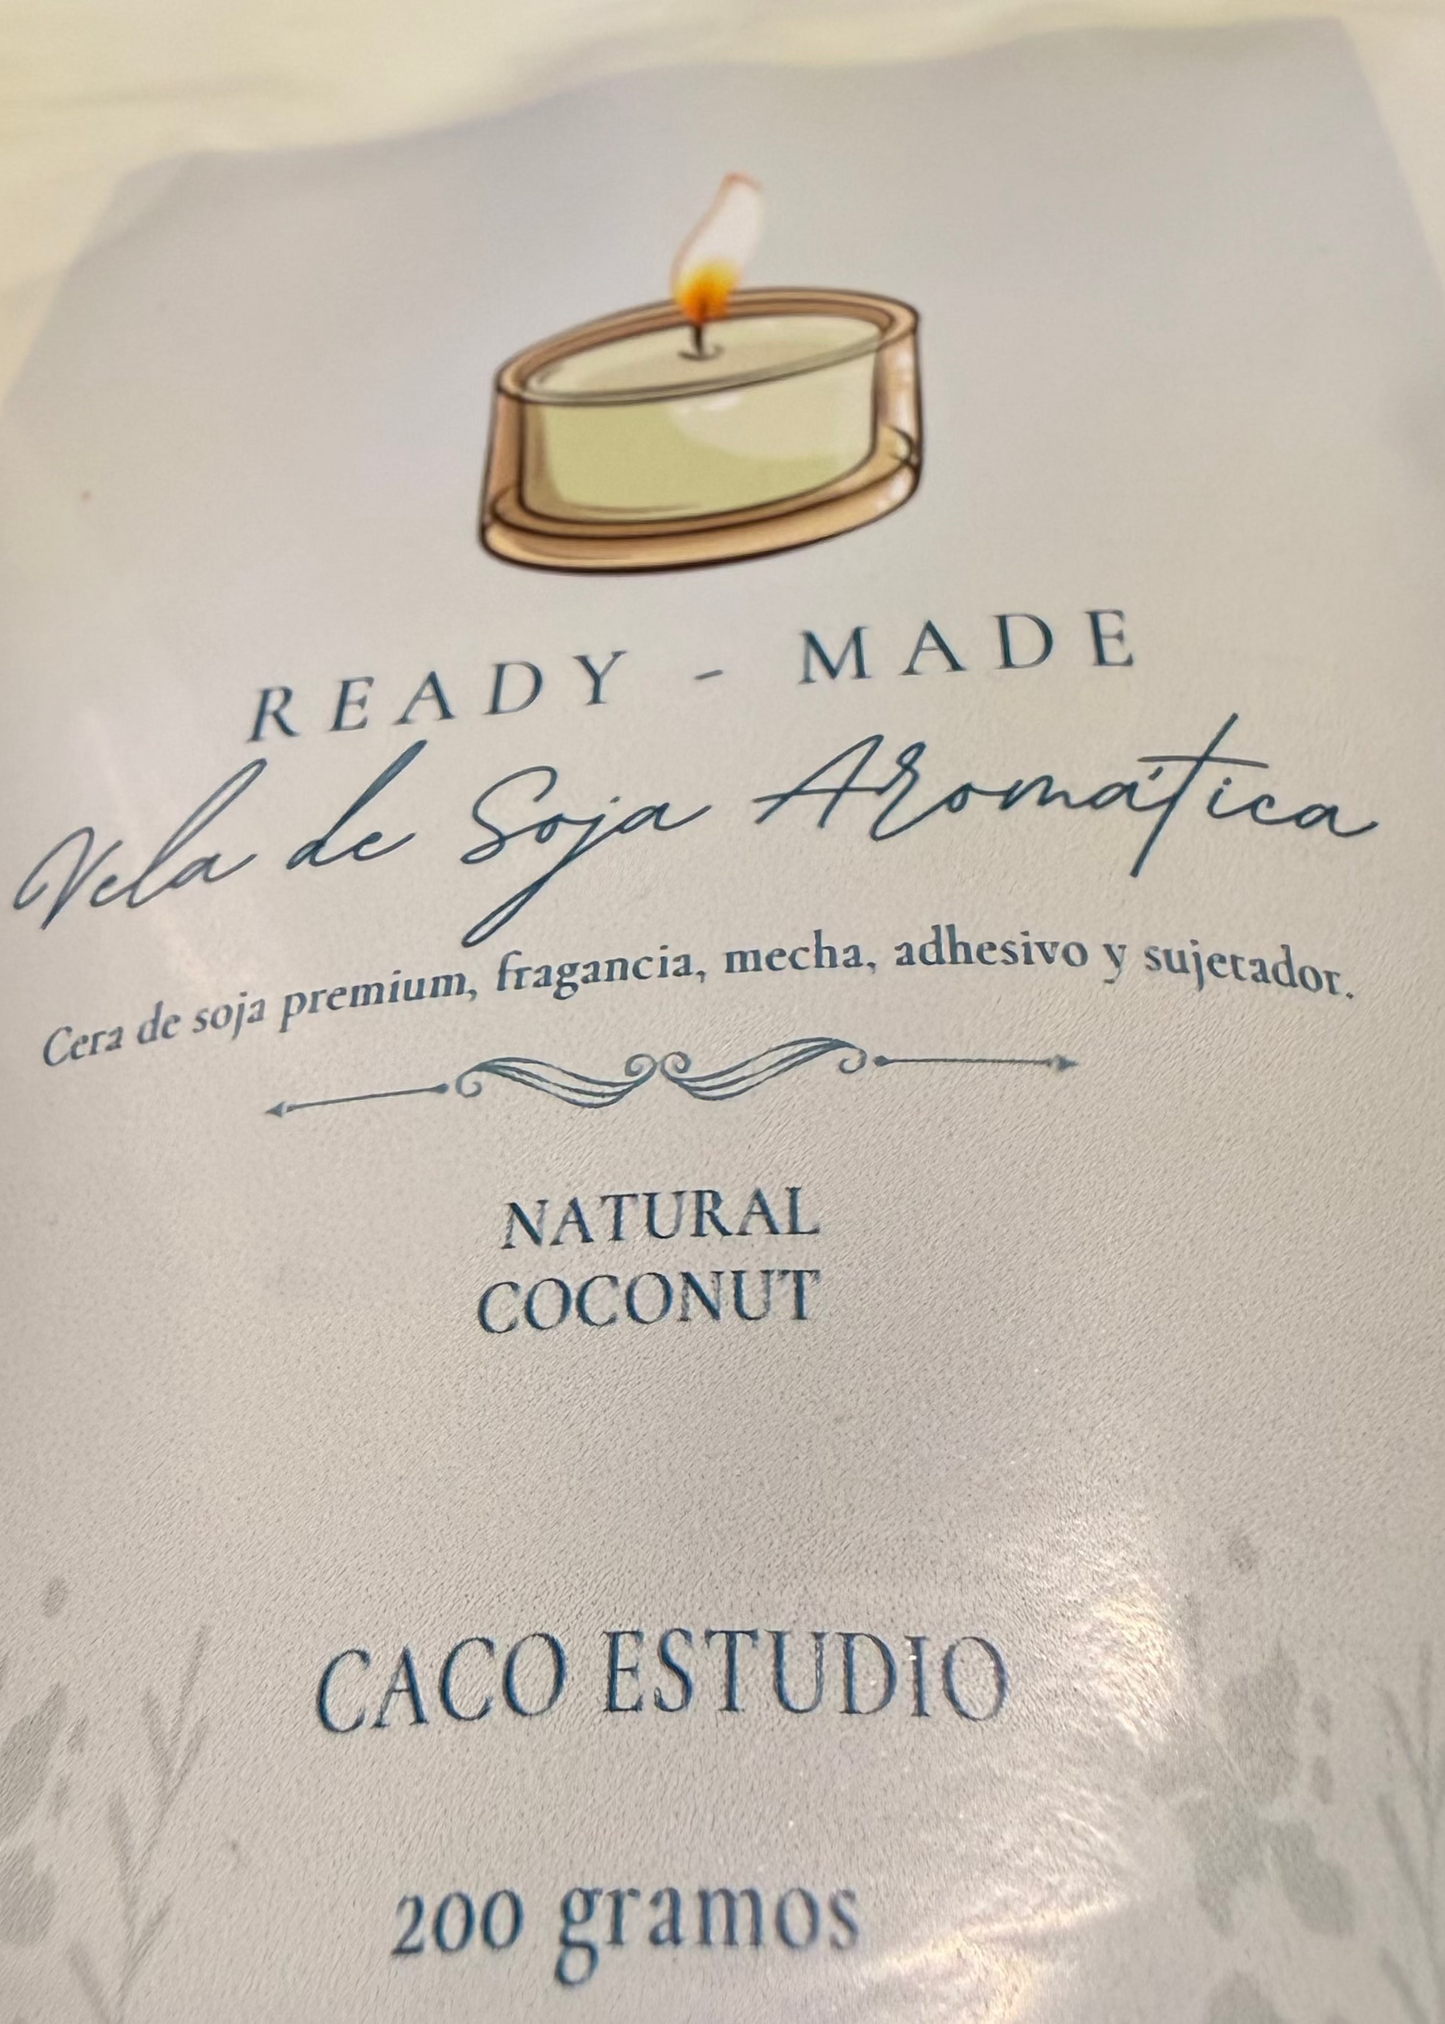 READY - MADE
Vela de Soja Aromática
Cera de soja premium, fragancia, mecha, adhesivo y sujetador.
NATURAL
COCONUT
CACO ESTUDIO
200 gramos